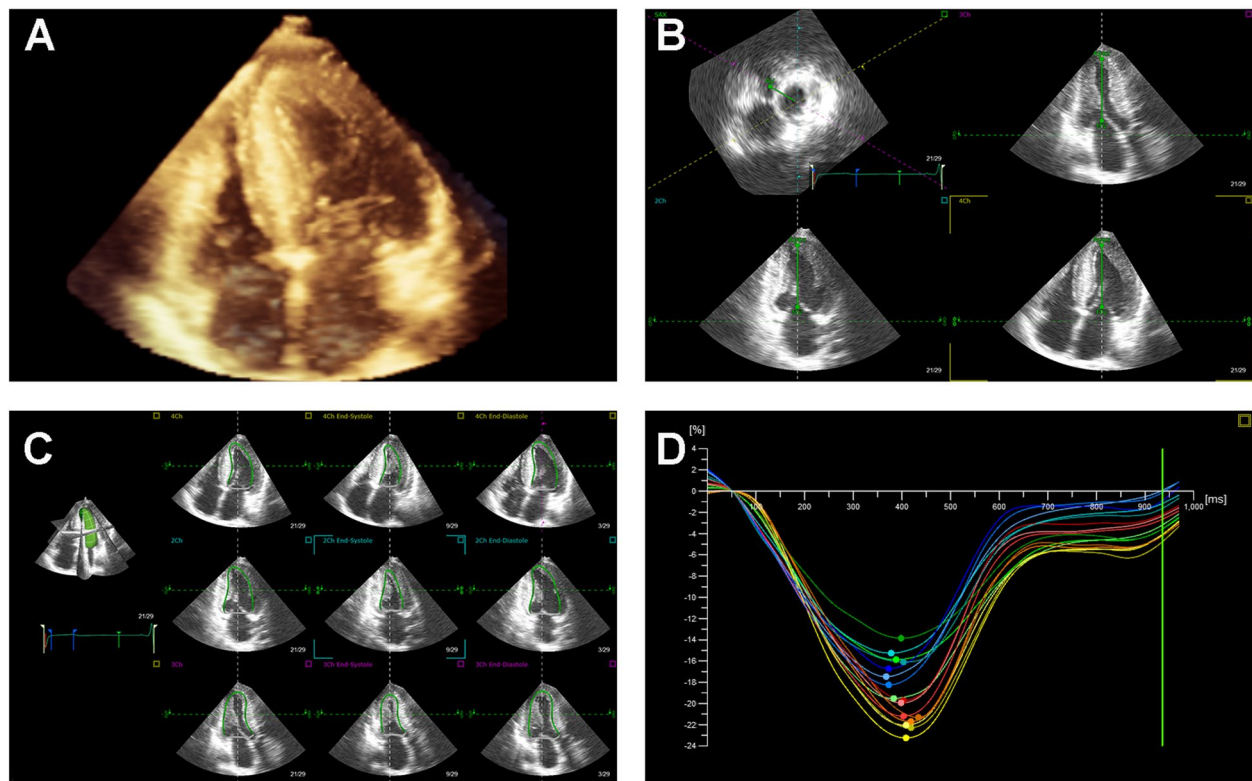 A
B
SAX
3Ch
21/29
21/29
2Ch
4Ch
21/29
21/29
C
4Ch
4Ch End-Systole
4Ch End-Diastole
21/29
9/29
3/29
2Ch
2Ch End-Systole
2Ch End-Diastole
21/29
21/29
9/29
3/29
3Ch
3Ch End-Systole
3Ch End-Diastole
21/29
9/29
3/29
D
[%]
4
2
0
-2
-4
-6
-8
-10
-12
-14
-16
-18
-20
-22
-24
100 200 300 400 500 600 700 800 900 1,000
[ms]